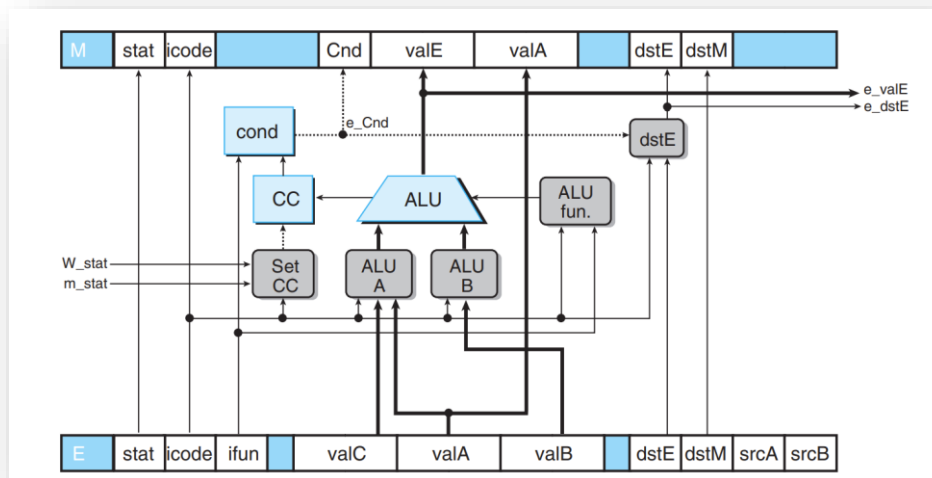 M stat icode Cnd valE valA dstE dstM
e_valE
e_dstE
e_Cnd
cond
dstE
CC
ALU
ALU
fun.
W_stat
m_stat
Set
CC
ALU
A
ALU
B
E stat icode ifun valC valA valB dstE dstM srcA srcB